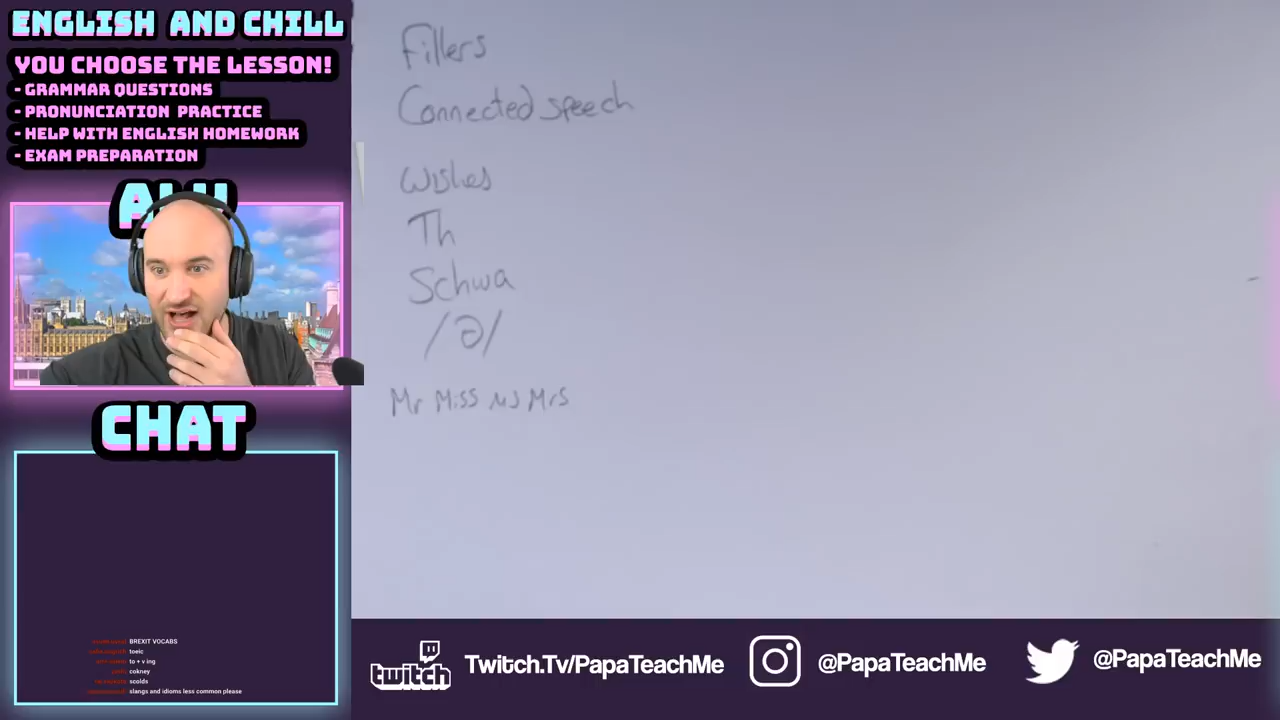 ENGLISH AND CHILL
YOU CHOOSE THE LESSON!
- GRAMMAR QUESTIONS
- PRONUNCIATION PRACTICE
- HELP WITH ENGLISH HOMEWORK
- EXAM PREPARATION
CHAT
BREXIT VOCABS
toeic
to + v ing
cokney
scolds
slangs and idioms less common please
Fillers
Connected speech
Wishes
Th
Schwa
/ə/
Mr Miss Ms Mrs
twitch
Twitch.Tv/PapaTeachMe
@PapaTeachMe
@PapaTeachMe